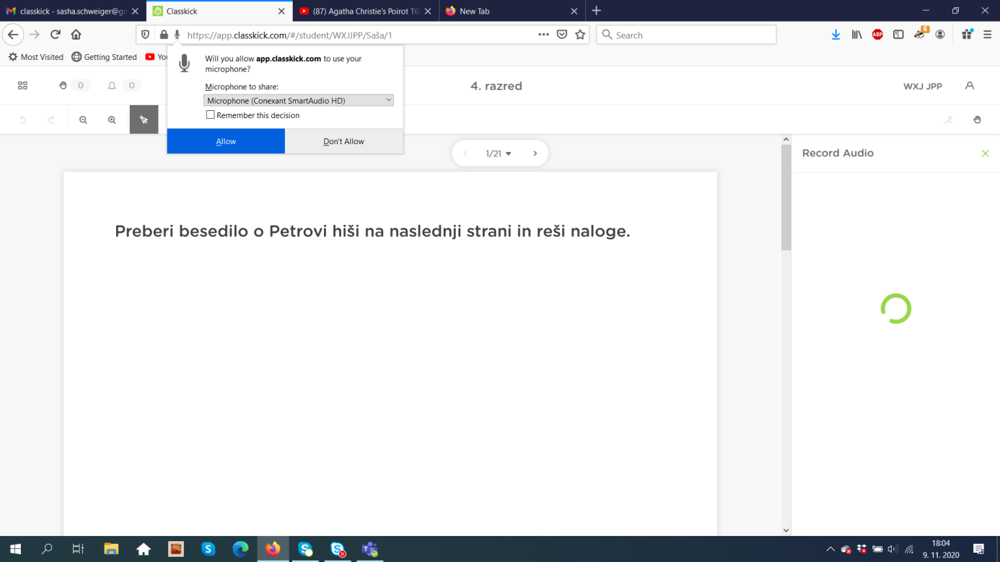 classkick - sasha.schweiger@gm
Classkick
(87) Agatha Christie's Poirot T6
New Tab
https://app.classkick.com/#/student/WXJJPP/Saša/1
Search
Most Visited
Getting Started
You
6
ABP
Will you allow app.classkick.com to use your
microphone?
Microphone to share:
Microphone (Conexant SmartAudio HD)
Remember this decision
Allow
Don't Allow
0
0
4. razred
WXJ JPP
1/21
Record Audio
Preberi besedilo o Petrovi hiši na naslednji strani in reši naloge.
18:04
9. 11. 2020